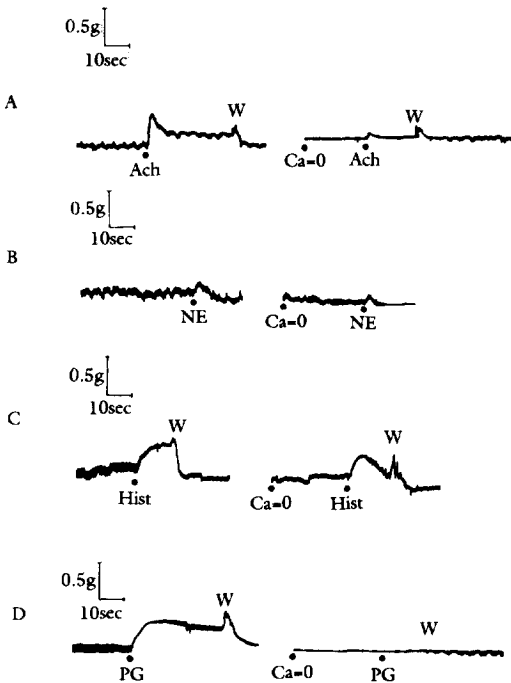 0.5g
10sec
A
W
W
Ach
Ca=0
Ach
0.5g
10sec
B
NE
Ca=0
NE
0.5g
10sec
C
W
W
Hist
Ca=0
Hist
0.5g
10sec
D
W
W
PG
Ca=0
PG